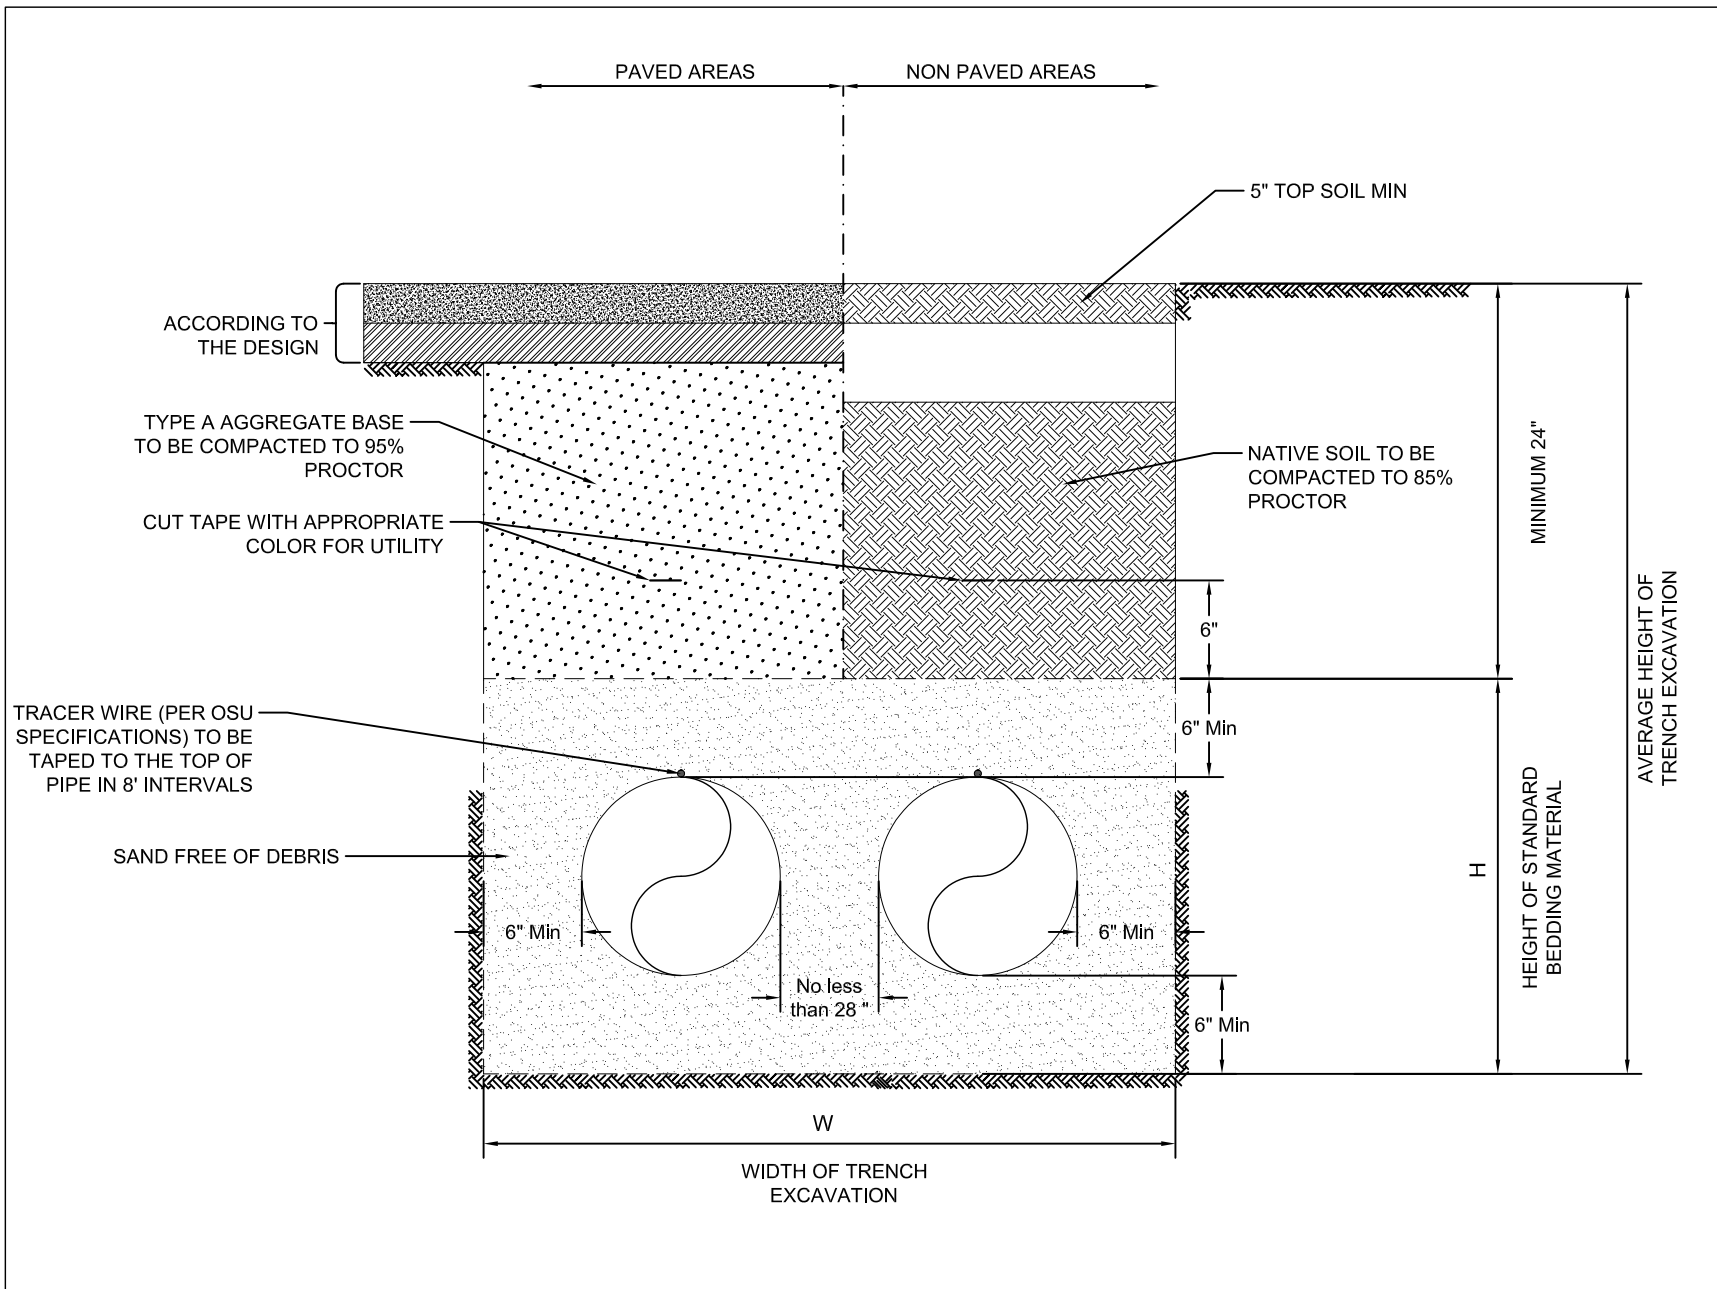 PAVED AREAS
NON PAVED AREAS
5" TOP SOIL MIN
ACCORDING TO
THE DESIGN
TYPE A AGGREGATE BASE
TO BE COMPACTED TO 95%
PROCTOR
NATIVE SOIL TO BE
COMPACTED TO 85%
PROCTOR
MINIMUM 24"
CUT TAPE WITH APPROPRIATE
COLOR FOR UTILITY
6"
AVERAGE HEIGHT OF
TRENCH EXCAVATION
TRACER WIRE (PER OSU
SPECIFICATIONS) TO BE
TAPED TO THE TOP OF
PIPE IN 8' INTERVALS
6" Min
SAND FREE OF DEBRIS
H
HEIGHT OF STANDARD
BEDDING MATERIAL
6" Min
6" Min
No less
than 28 "
6" Min
W
WIDTH OF TRENCH
EXCAVATION